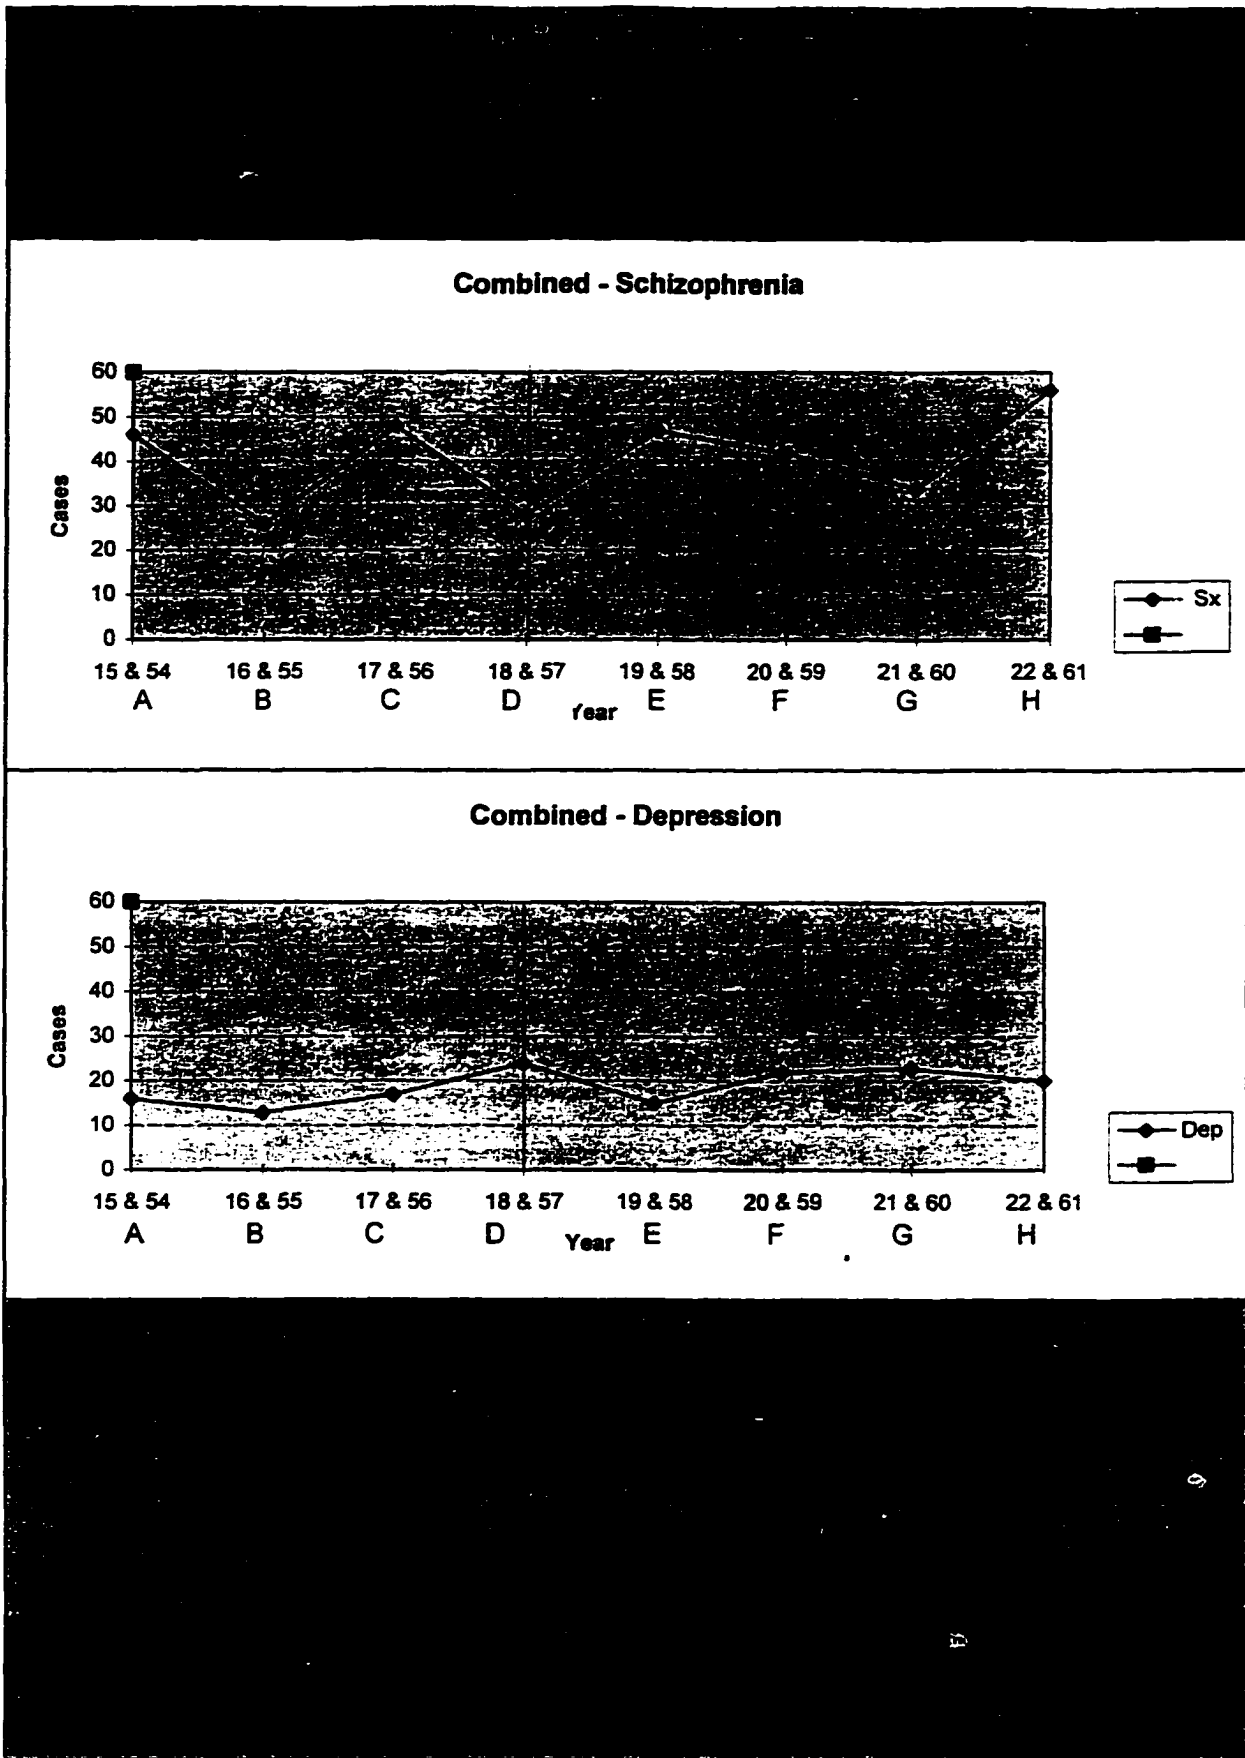 Combined - Schizophrenia
60
50
40
30
20
10
0
Cases
15 & 54 16 & 55 17 & 56 18 & 57 19 & 58 20 & 59 21 & 60 22 & 61
A B C D E F G H
Year
Sx
Combined - Depression
60
50
40
30
20
10
0
Cases
15 & 54 16 & 55 17 & 56 18 & 57 19 & 58 20 & 59 21 & 60 22 & 61
A B C D E F G H
Year
Dep